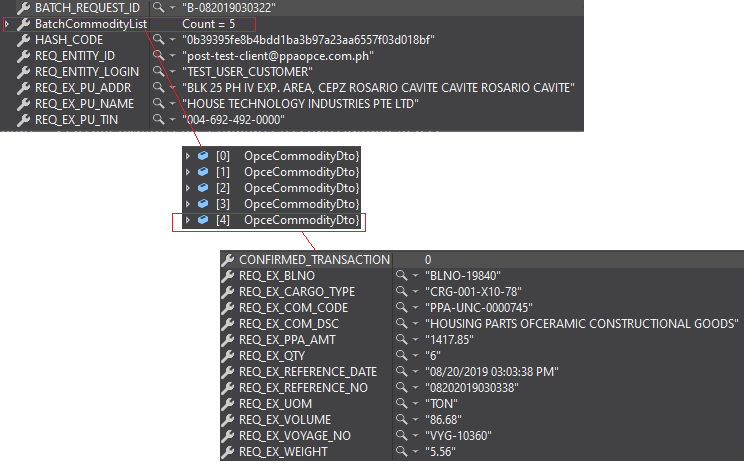 BATCH_REQUEST_ID "B-082019030322"
BatchCommodityList Count = 5
HASH_CODE "0b39395fe8b4bdd1ba3b97a23aa6557f03d018bf"
REQ_ENTITY_ID "post-test-client@ppaopce.com.ph"
REQ_ENTITY_LOGIN "TEST_USER_CUSTOMER"
REQ_EX_PU_ADDR "BLK 25 PH IV EXP. AREA, CEPZ ROSARIO CAVITE CAVITE ROSARIO CAVITE"
REQ_EX_PU_NAME "HOUSE TECHNOLOGY INDUSTRIES PTE LTD"
REQ_EX_PU_TIN "004-692-492-0000"
[0] OpceCommodityDto}
[1] OpceCommodityDto}
[2] OpceCommodityDto}
[3] OpceCommodityDto}
[4] OpceCommodityDto}
CONFIRMED_TRANSACTION 0
REQ_EX_BLNO "BLNO-19840"
REQ_EX_CARGO_TYPE "CRG-001-X10-78"
REQ_EX_COM_CODE "PPA-UNC-0000745"
REQ_EX_COM_DSC "HOUSING PARTS OFCERAMIC CONSTRUCTIONAL GOODS"
REQ_EX_PPA_AMT "1417.85"
REQ_EX_QTY "6"
REQ_EX_REFERENCE_DATE "08/20/2019 03:03:38 PM"
REQ_EX_REFERENCE_NO "08202019030338"
REQ_EX_UOM "TON"
REQ_EX_VOLUME "86.68"
REQ_EX_VOYAGE_NO "VYG-10360"
REQ_EX_WEIGHT "5.56"